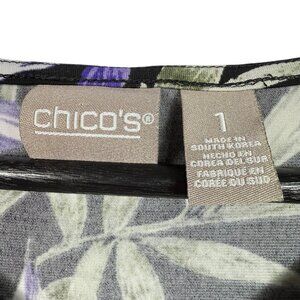 chico's®
1
MADE IN
SOUTH KOREA
HECHO EN
COREA DEL SUR
FABRIQUÉ EN
CORÉE DU SUD